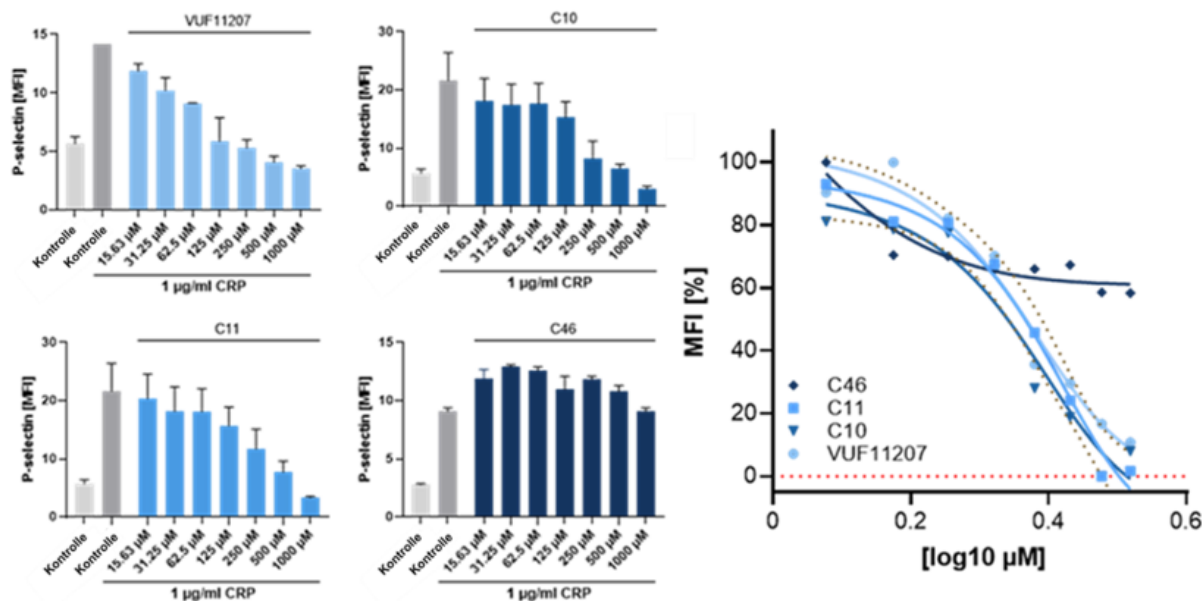 VUF11207
P-selectin [MFI]
15
10
5
0
Kontrolle
Kontrolle
15.63 µM
31.25 µM
62.5 µM
125 µM
250 µM
500 µM
1000 µM
1 µg/ml CRP
C10
P-selectin [MFI]
30
20
10
0
Kontrolle
Kontrolle
15.63 µM
31.25 µM
62.5 µM
125 µM
250 µM
500 µM
1000 µM
1 µg/ml CRP
C11
P-selectin [MFI]
30
20
10
0
Kontrolle
Kontrolle
15.63 µM
31.25 µM
62.5 µM
125 µM
250 µM
500 µM
1000 µM
1 µg/ml CRP
C46
P-selectin [MFI]
15
10
5
0
Kontrolle
Kontrolle
15.63 µM
31.25 µM
62.5 µM
125 µM
250 µM
500 µM
1000 µM
1 µg/ml CRP
MFI [%]
100
80
60
40
20
0
C46
C11
C10
VUF11207
0
0.2
0.4
0.6
[log10 µM]